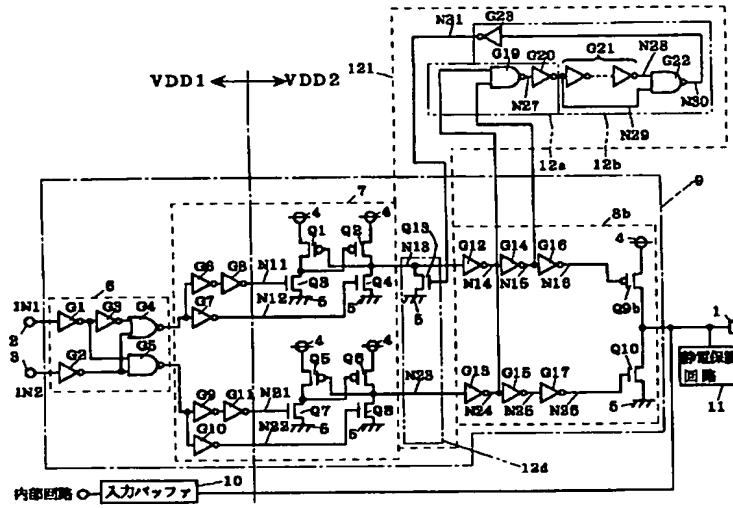 N31
G23
G19
G20
G21
N28
G22
121
N27
N30
N29
VDD1
VDD2
12a
12b
9
7
8b
4
4
Q1
Q2
Q13
N13
4
6
G6
G8
N11
G12
G14
G16
IN1
G1
G3
G4
Q3
Q4
N14
N15
N16
2
G7
N12
5
5
5
Q9b
1
3
G5
4
4
IN2
G2
Q5
Q6
N23
G13
G15
G17
Q10
静電保護
回路
G9
G11
N21
Q7
Q8
N24
N25
N26
5
11
G10
N22
5
5
12d
内部回路
入力バッファ
10